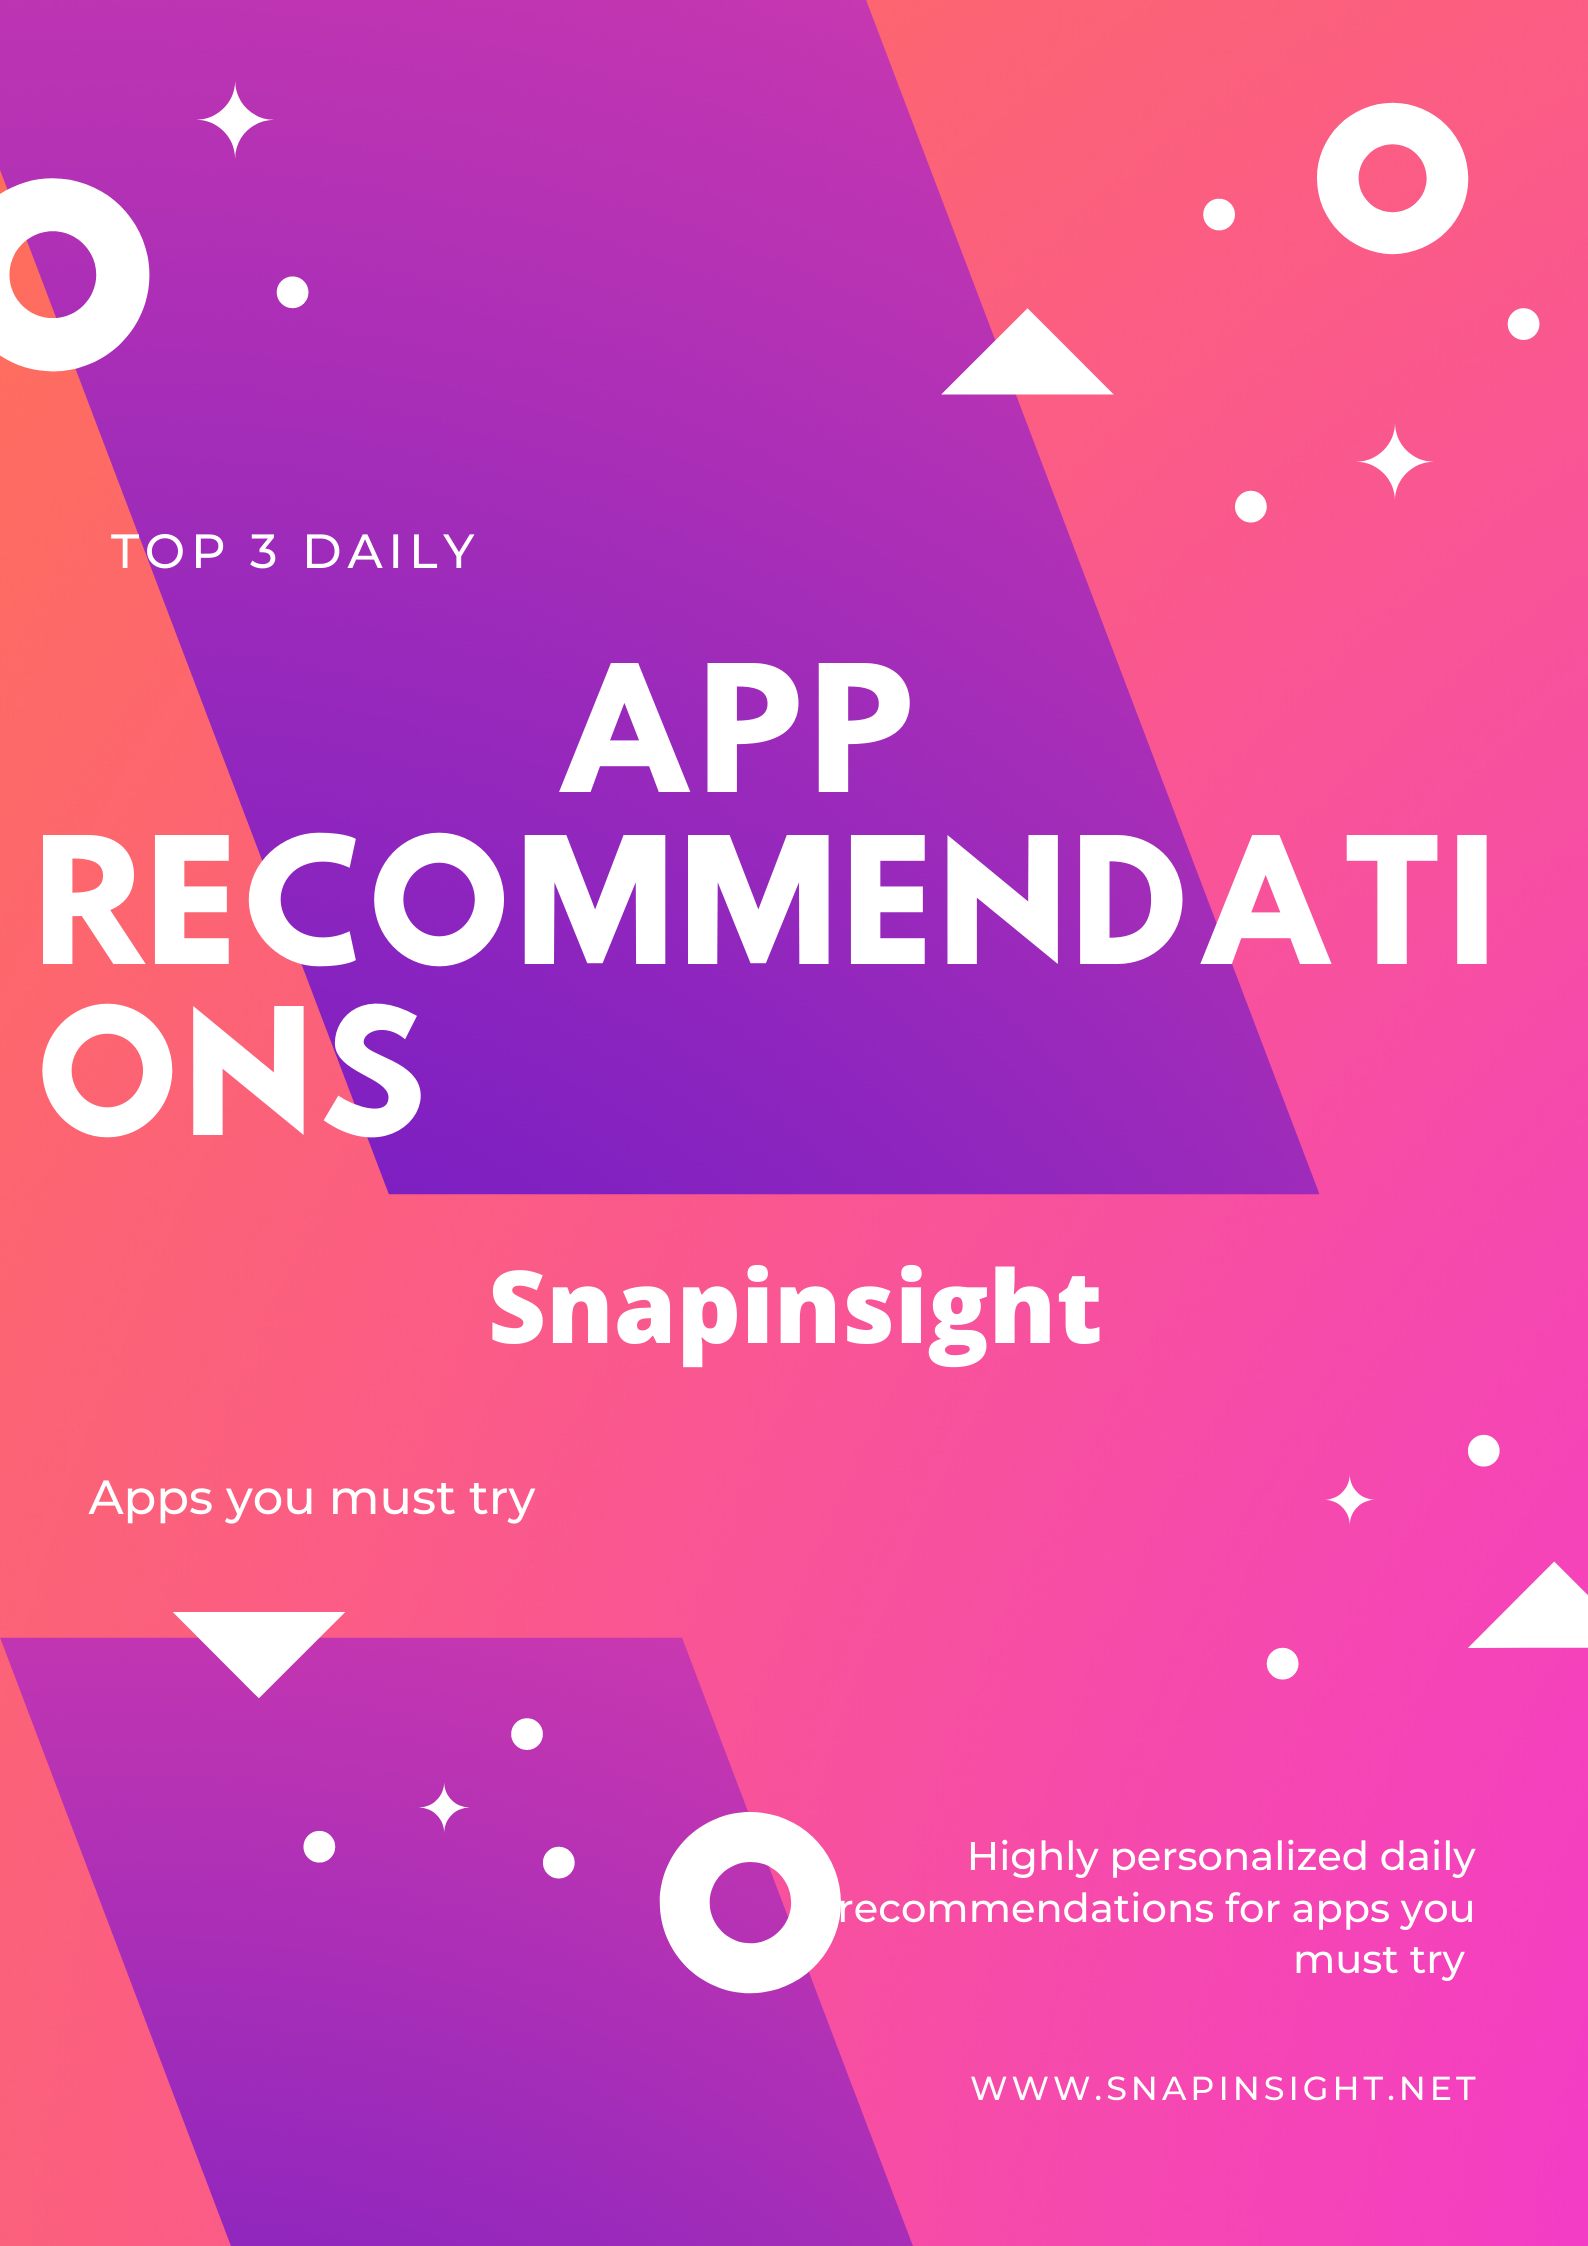 TOP 3 DAILY
APP
RECOMMENDATI
ONS
Snapinsight
Apps you must try
Highly personalized daily
recommendations for apps you
must try
WWW.SNAPINSIGHT.NET